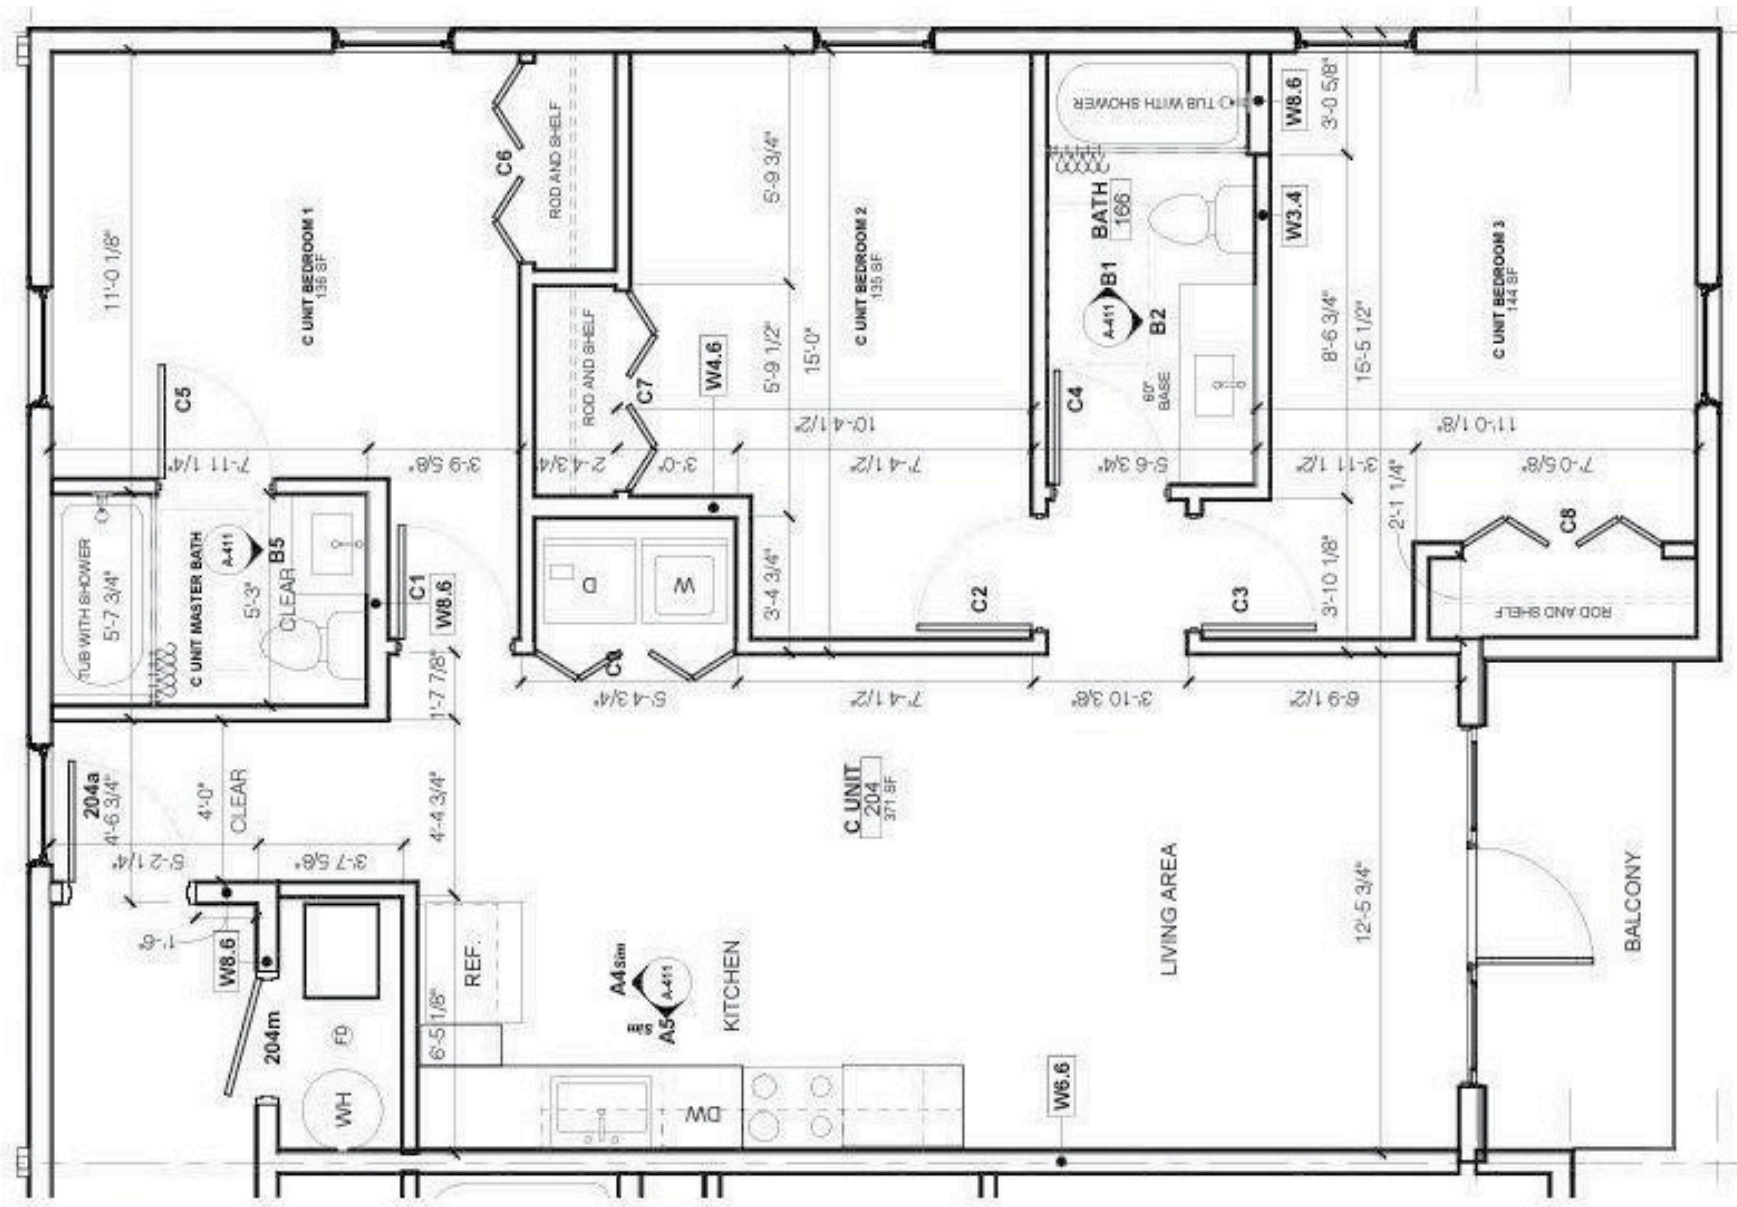 C UNIT BEDROOM 1
136 SF
11'-0 1/8"
C6
ROD AND SHELF
5'-9 3/4"
C UNIT BEDROOM 2
135 SF
TUB WITH SHOWER
W8.6
3'-0 5/8"
BATH
166
W3.4
A-411
B1
B2
C UNIT BEDROOM 3
144 SF
8'-6 3/4"
15'-5 1/2"
ROD AND SHELF
C7
W4.6
5'-9 1/2"
15'-0"
C5
C4
60"
BASE
10'-4 1/2"
11'-0 1/8"
7'-11 1/4"
3'-9 5/8"
2'-4 3/4"
3'-0"
7'-4 1/2"
5'-6 3/4"
3'-11 1/2"
7'-0 5/8"
2'-1 1/4"
TUB WITH SHOWER
5'-7 3/4"
C UNIT MASTER BATH
A-411
B5
5'-3"
CLEAR
C1
W8.6
D
W
3'-4 3/4"
C2
C3
3'-10 1/8"
C8
ROD AND SHELF
C9
1'-7 7/8"
5'-4 3/4"
7'-4 1/2"
3'-10 3/8"
6'-9 1/2"
204a
4'-6 3/4"
4'-0"
CLEAR
4'-4 3/4"
C UNIT
204
371 SF
5'-2 1/4"
3'-7 5/8"
LIVING AREA
12'-5 3/4"
BALCONY
1'-6"
W8.6
REF.
A4 Sim
A-411
A5 Sim
KITCHEN
204m
FD
6'-5 1/8"
WH
DW
W6.6